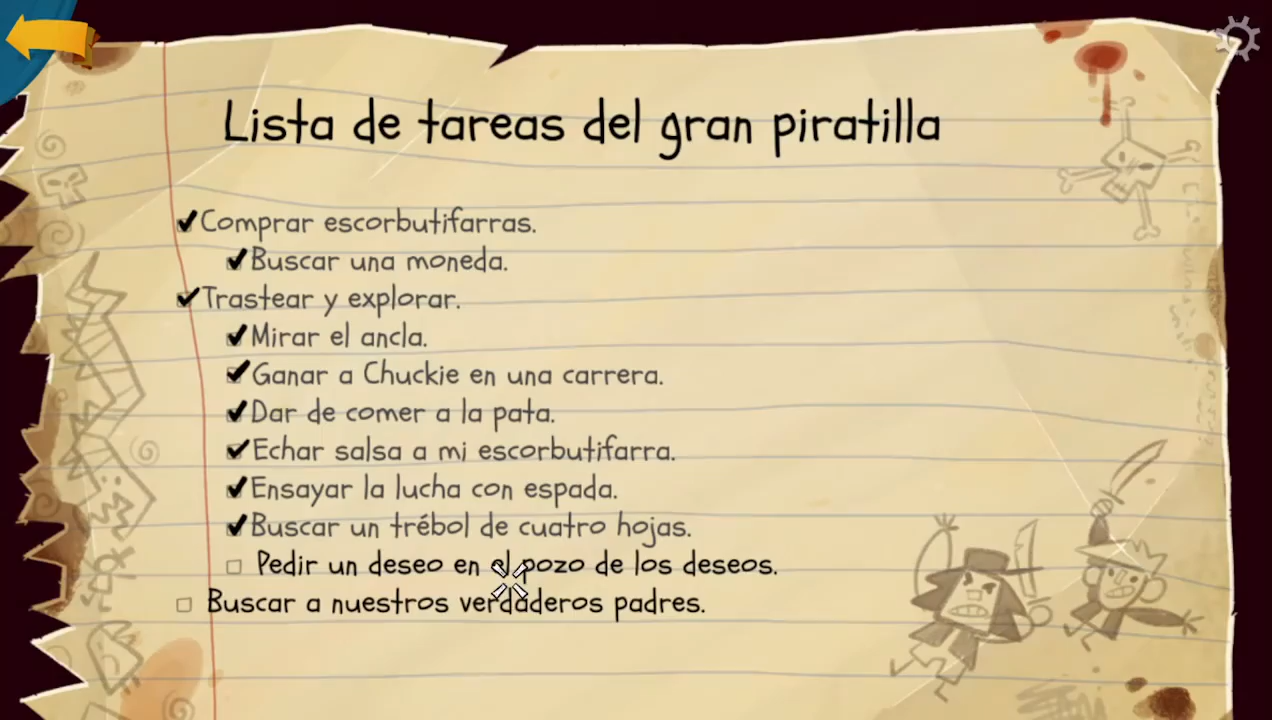 Lista de tareas del gran piratilla
Comprar escorbutifarras.
Buscar una moneda.
Trastear y explorar.
Mirar el ancla.
Ganar a Chuckie en una carrera.
Dar de comer a la pata.
Echar salsa a mi escorbutifarra.
Ensayar la lucha con espada.
Buscar un trébol de cuatro hojas.
Pedir un deseo en el pozo de los deseos.
Buscar a nuestros verdaderos padres.